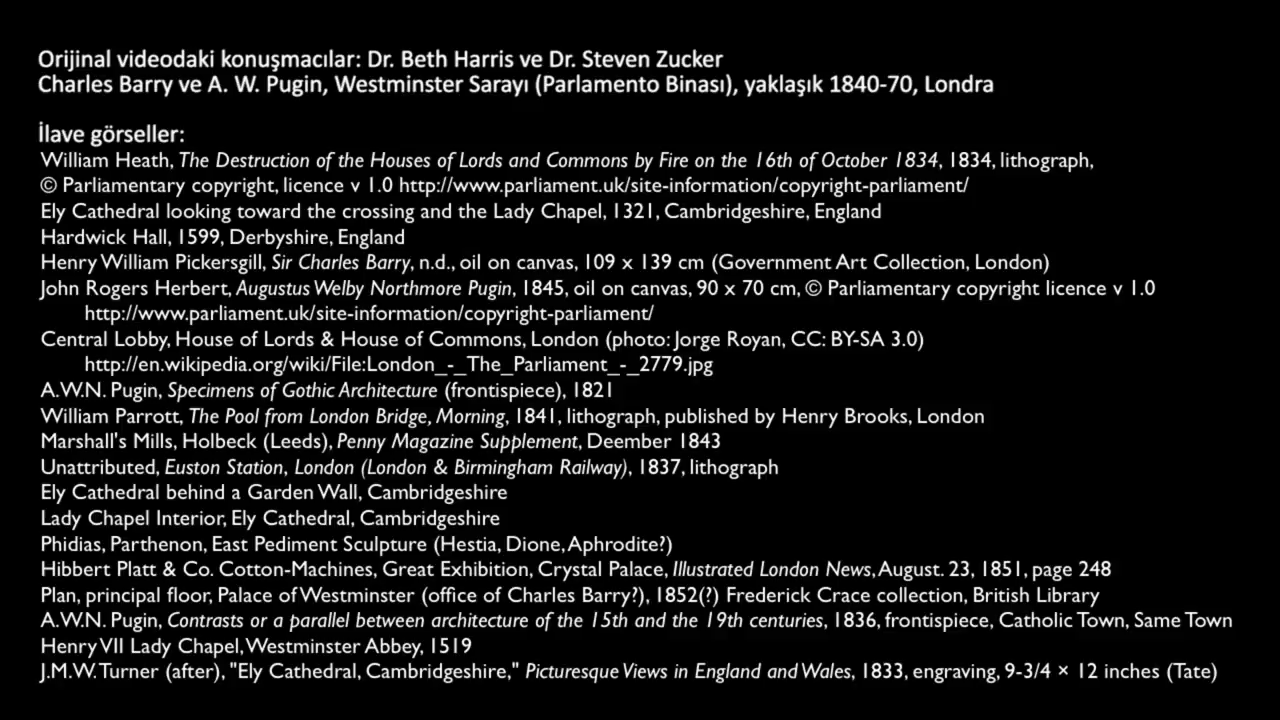 Orijinal videodaki konuşmacılar: Dr. Beth Harris ve Dr. Steven Zucker
Charles Barry ve A. W. Pugin, Westminster Sarayı (Parlamento Binası), yaklaşık 1840-70, Londra
İlave görseller:
William Heath, The Destruction of the Houses of Lords and Commons by Fire on the 16th of October 1834, 1834, lithograph,
© Parliamentary copyright, licence v 1.0 http://www.parliament.uk/site-information/copyright-parliament/
Ely Cathedral looking toward the crossing and the Lady Chapel, 1321, Cambridgeshire, England
Hardwick Hall, 1599, Derbyshire, England
Henry William Pickersgill, Sir Charles Barry, n.d., oil on canvas, 109 x 139 cm (Government Art Collection, London)
John Rogers Herbert, Augustus Welby Northmore Pugin, 1845, oil on canvas, 90 x 70 cm, © Parliamentary copyright licence v 1.0
http://www.parliament.uk/site-information/copyright-parliament/
Central Lobby, House of Lords & House of Commons, London (photo: Jorge Royan, CC: BY-SA 3.0)
http://en.wikipedia.org/wiki/File:London_-_The_Parliament_-_2779.jpg
A.W.N. Pugin, Specimens of Gothic Architecture (frontispiece), 1821
William Parrott, The Pool from London Bridge, Morning, 1841, lithograph, published by Henry Brooks, London
Marshall's Mills, Holbeck (Leeds), Penny Magazine Supplement, Deember 1843
Unattributed, Euston Station, London (London & Birmingham Railway), 1837, lithograph
Ely Cathedral behind a Garden Wall, Cambridgeshire
Lady Chapel Interior, Ely Cathedral, Cambridgeshire
Phidias, Parthenon, East Pediment Sculpture (Hestia, Dione, Aphrodite?)
Hibbert Platt & Co. Cotton-Machines, Great Exhibition, Crystal Palace, Illustrated London News, August. 23, 1851, page 248
Plan, principal floor, Palace of Westminster (office of Charles Barry?), 1852(?) Frederick Crace collection, British Library
A.W.N. Pugin, Contrasts or a parallel between architecture of the 15th and the 19th centuries, 1836, frontispiece, Catholic Town, Same Town
Henry VII Lady Chapel, Westminster Abbey, 1519
J.M.W. Turner (after), "Ely Cathedral, Cambridgeshire," Picturesque Views in England and Wales, 1833, engraving, 9-3/4 × 12 inches (Tate)